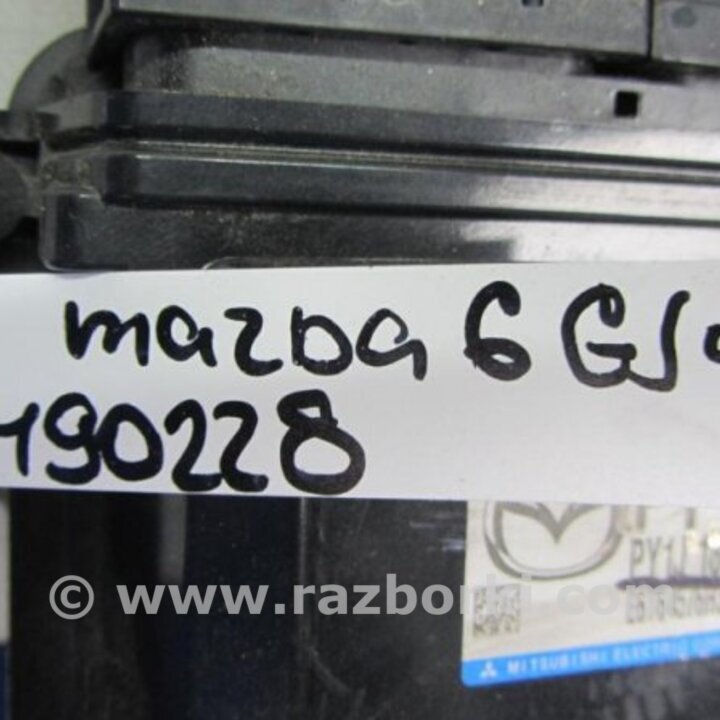 mazda 6 GJ
190228
© www.razborki.com
PY1J
MITSUBISHI ELECTRIC